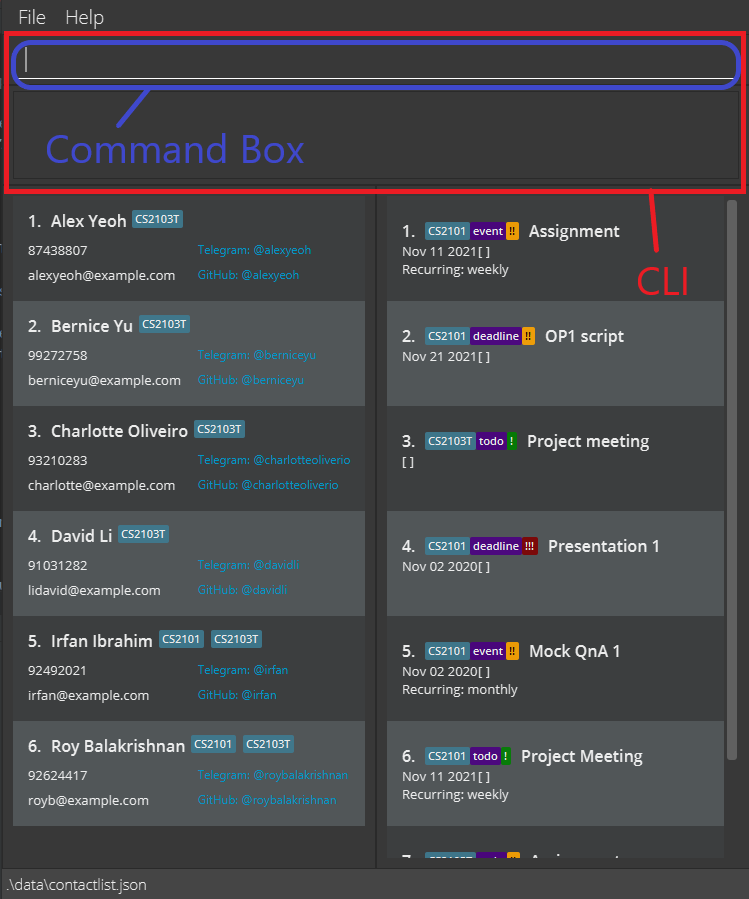 File Help
Command Box
CLI
1. Alex Yeoh CS2103T
87438807 Telegram: @alexyeoh
alexyeoh@example.com GitHub: @alexyeoh
2. Bernice Yu CS2103T
99272758 Telegram: @berniceyu
berniceyu@example.com GitHub: @berniceyu
3. Charlotte Oliveiro CS2103T
93210283 Telegram: @charlotteoliverio
charlotte@example.com GitHub: @charlotteoliverio
4. David Li CS2103T
91031282 Telegram: @davidli
lidavid@example.com GitHub: @davidli
5. Irfan Ibrahim CS2101 CS2103T
92492021 Telegram: @irfan
irfan@example.com GitHub: @irfan
6. Roy Balakrishnan CS2101 CS2103T
92624417 Telegram: @roybalakrishnan
royb@example.com GitHub: @roybalakrishnan
1. CS2101 event !! Assignment
Nov 11 2021[ ]
Recurring: weekly
2. CS2101 deadline !! OP1 script
Nov 21 2021[ ]
3. CS2103T todo ! Project meeting
[ ]
4. CS2101 deadline !!! Presentation 1
Nov 02 2020[ ]
5. CS2101 event !! Mock QnA 1
Nov 02 2020[ ]
Recurring: monthly
6. CS2101 todo ! Project Meeting
Nov 11 2021[ ]
Recurring: weekly
.\data\contactlist.json